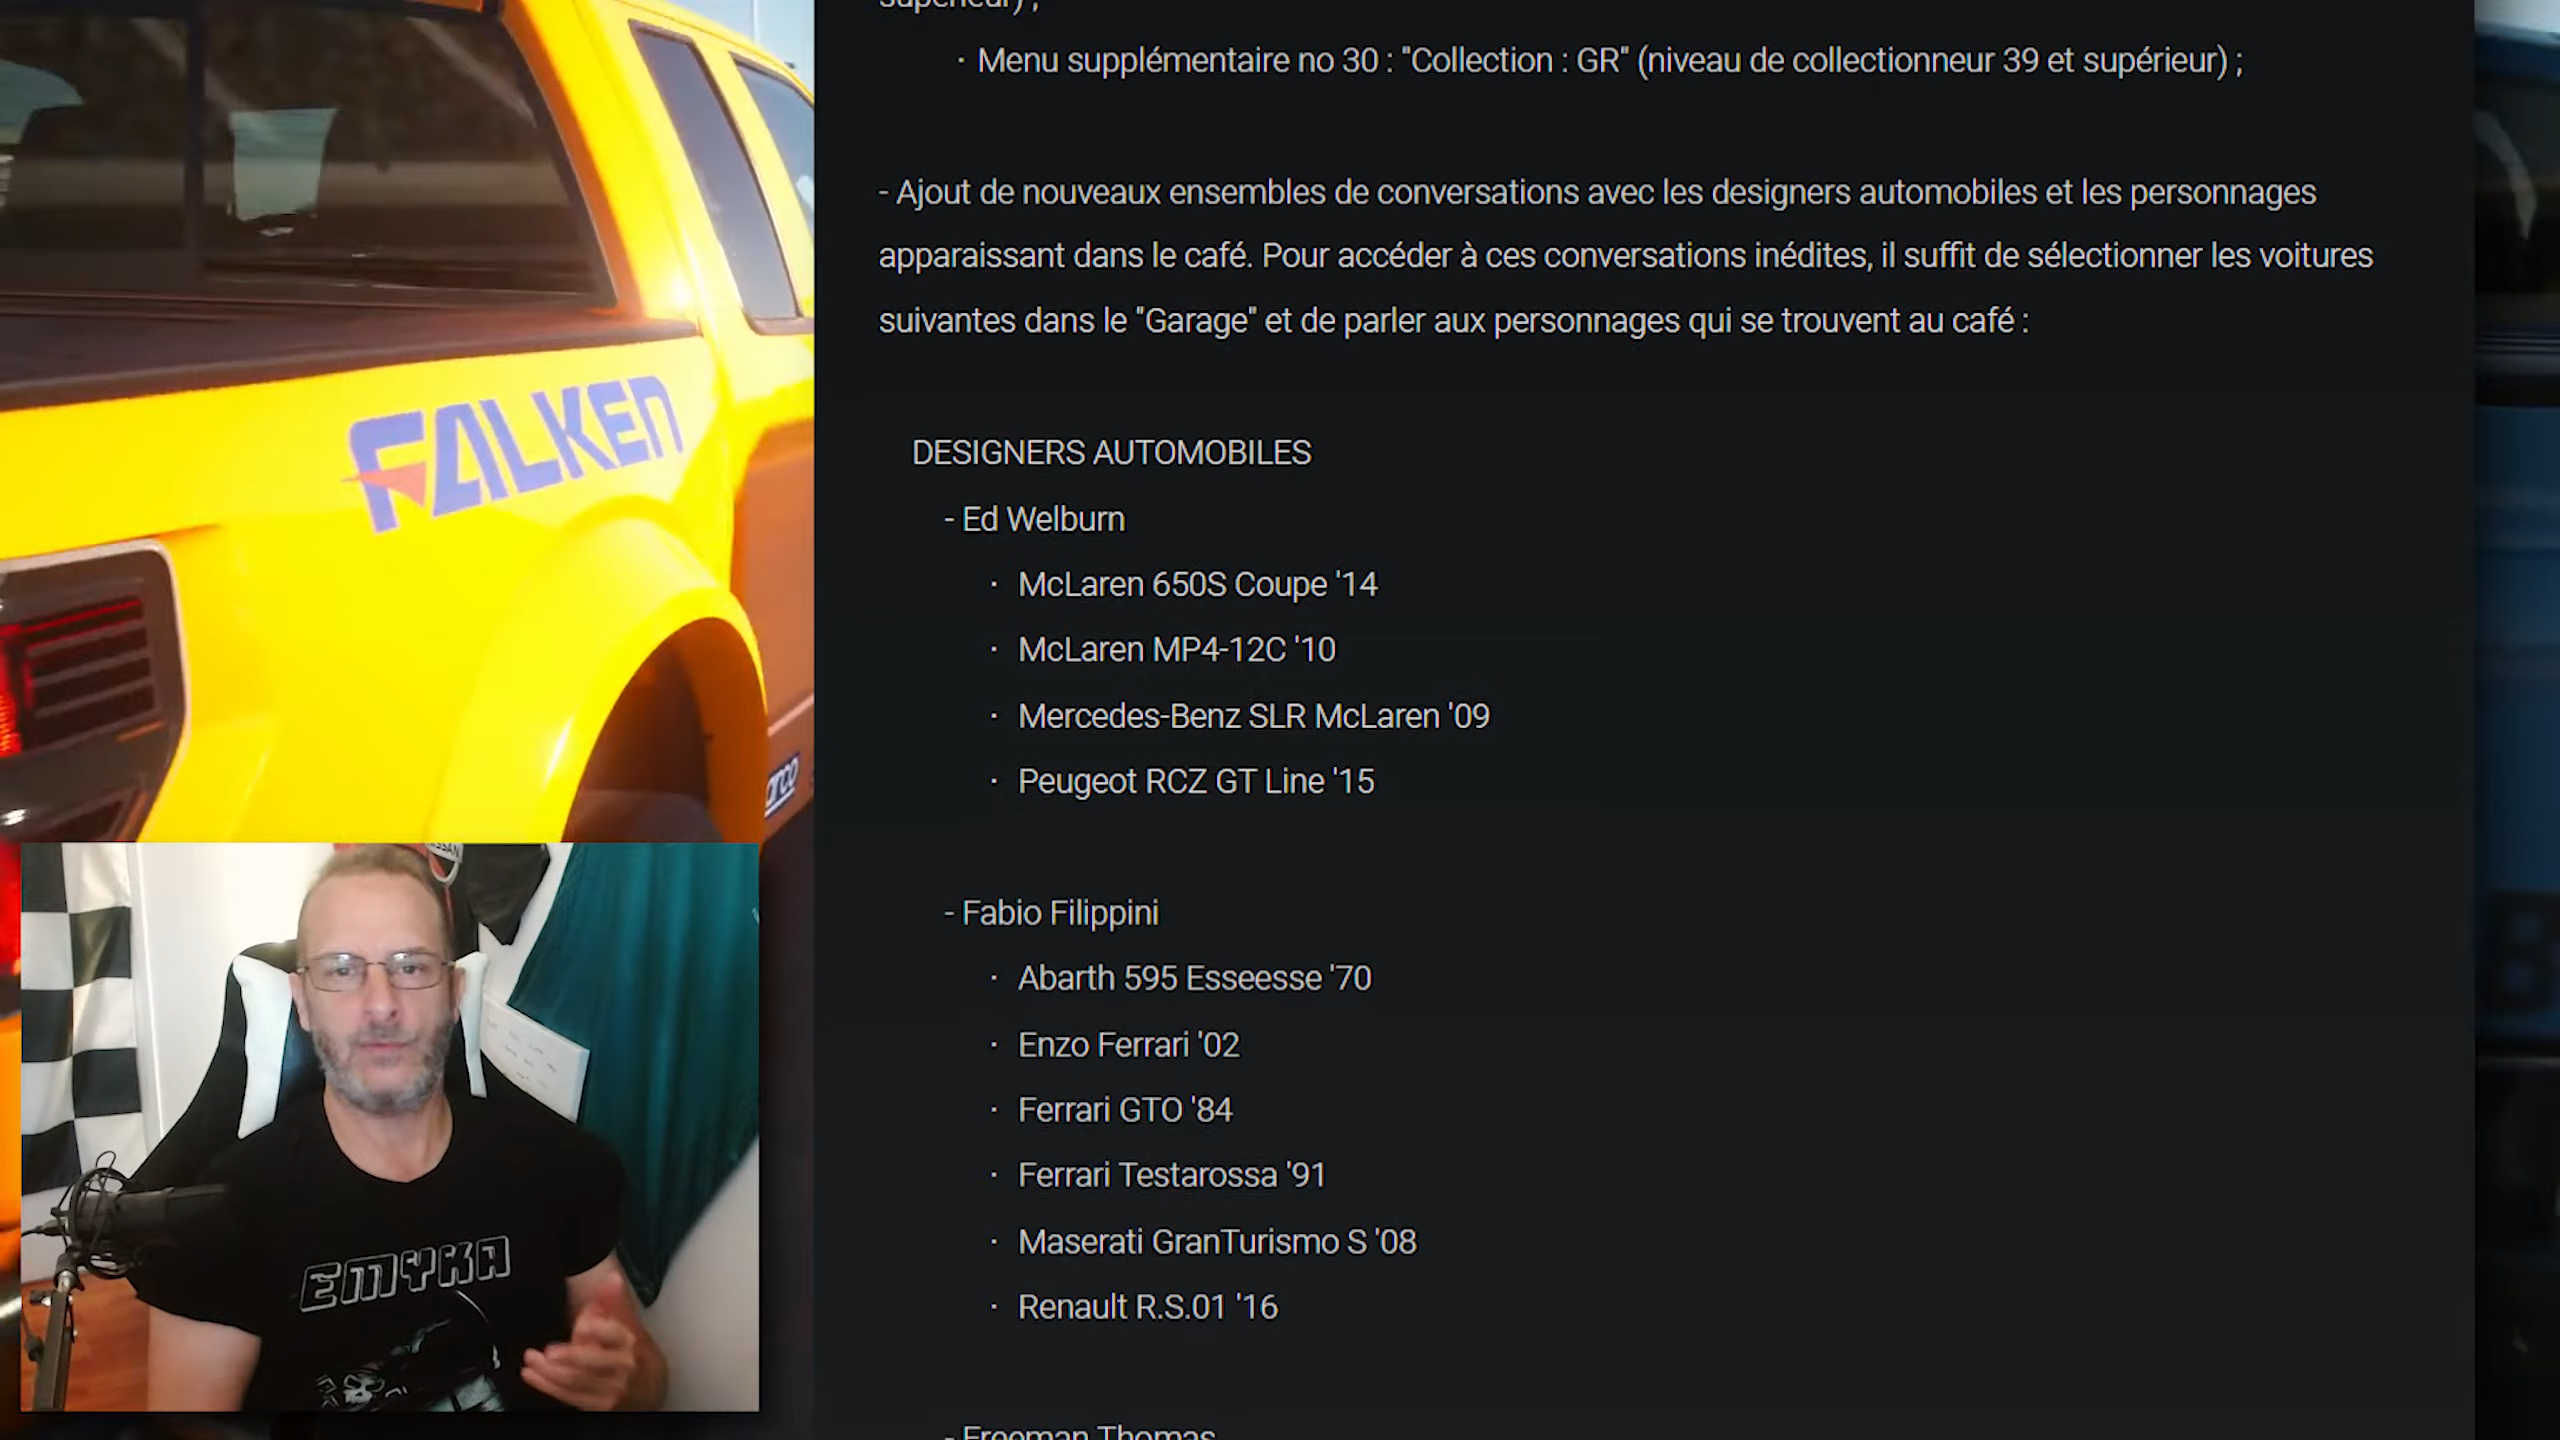 · Menu supplémentaire no 30 : "Collection : GR" (niveau de collectionneur 39 et supérieur) ;
- Ajout de nouveaux ensembles de conversations avec les designers automobiles et les personnages
apparaissant dans le café. Pour accéder à ces conversations inédites, il suffit de sélectionner les voitures
suivantes dans le "Garage" et de parler aux personnages qui se trouvent au café :
DESIGNERS AUTOMOBILES
- Ed Welburn
· McLaren 650S Coupe '14
· McLaren MP4-12C '10
· Mercedes-Benz SLR McLaren '09
· Peugeot RCZ GT Line '15
- Fabio Filippini
· Abarth 595 Esseesse '70
· Enzo Ferrari '02
· Ferrari GTO '84
· Ferrari Testarossa '91
· Maserati GranTurismo S '08
· Renault R.S.01 '16
- Freeman Thomas
FALKEN
EMYKA